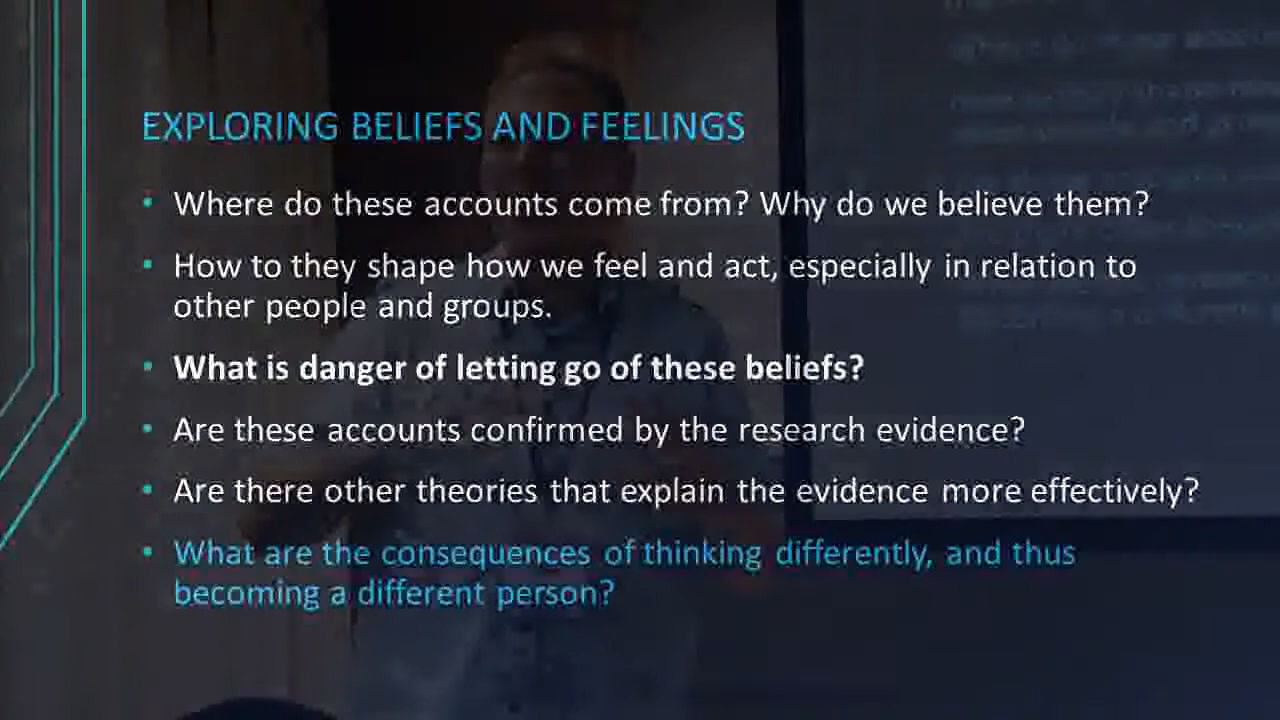 EXPLORING BELIEFS AND FEELINGS
• Where do these accounts come from? Why do we believe them?
• How to they shape how we feel and act, especially in relation to
other people and groups.
• What is danger of letting go of these beliefs?
• Are these accounts confirmed by the research evidence?
• Are there other theories that explain the evidence more effectively?
• What are the consequences of thinking differently, and thus
becoming a different person?